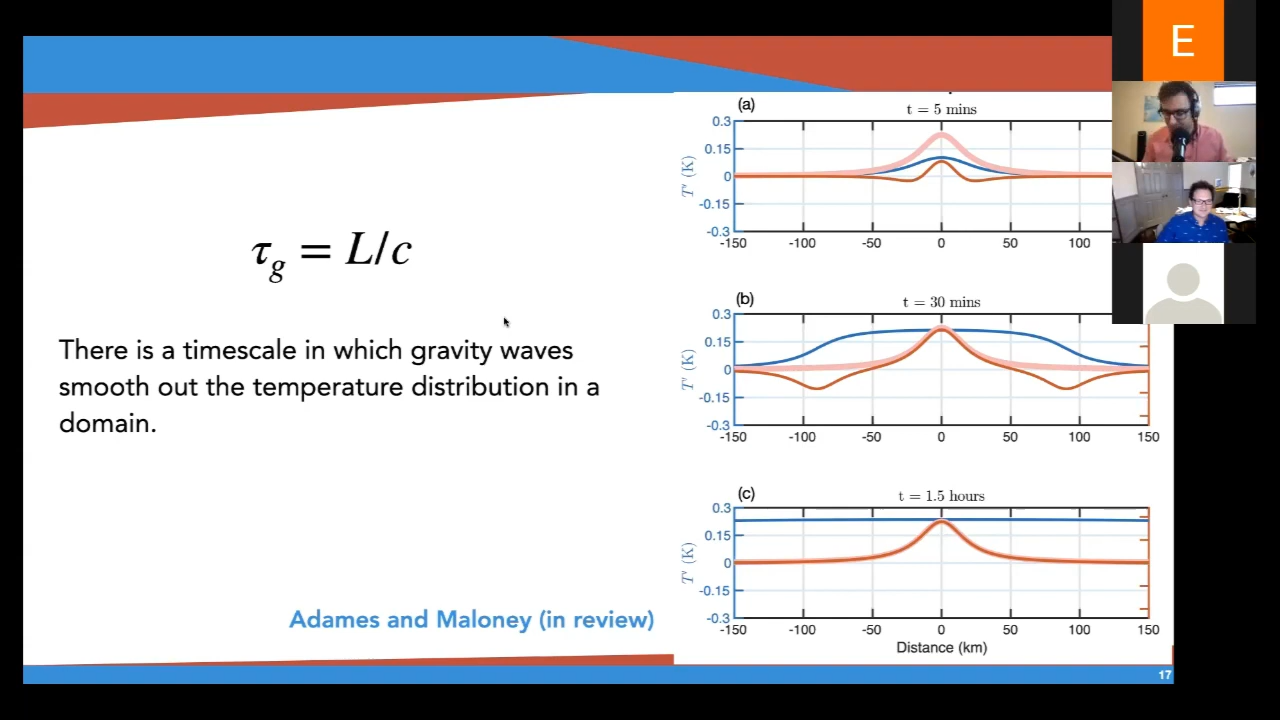 E
τg = L/c
There is a timescale in which gravity waves
smooth out the temperature distribution in a
domain.
Adames and Maloney (in review)
(a)
t = 5 mins
0.3
0.15
0
-0.15
-0.3
T' (K)
-150 -100 -50 0 50 100
(b)
t = 30 mins
0.3
0.15
0
-0.15
-0.3
T' (K)
-150 -100 -50 0 50 100 150
(c)
t = 1.5 hours
0.3
0.15
0
-0.15
-0.3
T' (K)
-150 -100 -50 0 50 100 150
Distance (km)
17